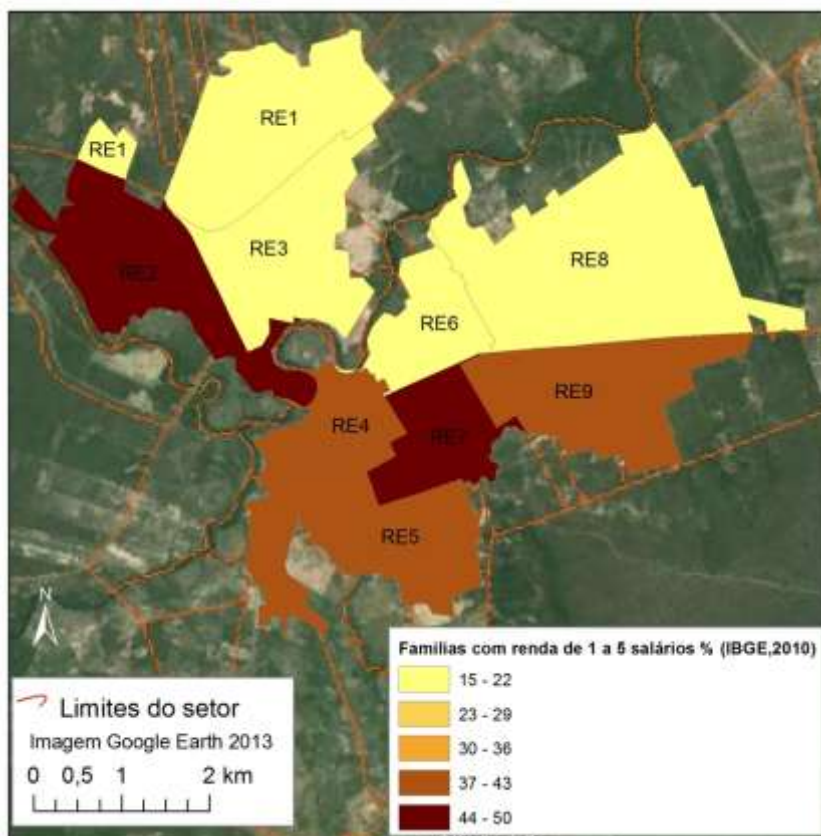 RE1
RE1
RE2
RE3
RE8
RE6
RE4
RE7
RE9
RE5
N
Limites do setor
Imagem Google Earth 2013
0 0,5 1 2 km
Famílias com renda de 1 a 5 salários % (IBGE,2010)
15 - 22
23 - 29
30 - 36
37 - 43
44 - 50